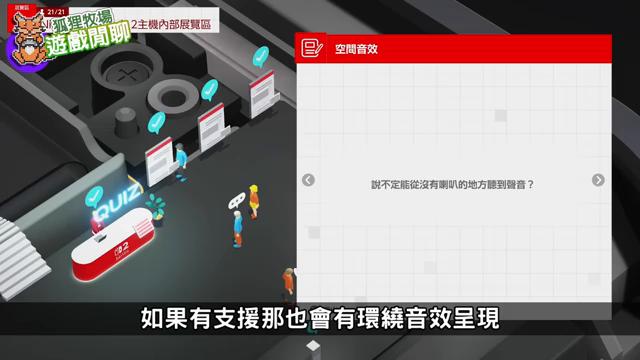 21/21
2主機內部展覽區
狐狸牧場
遊戲閒聊
空間音效
說不定能從沒有喇叭的地方聽到聲音？
QUIZ
2
如果有支援那也會有環繞音效呈現